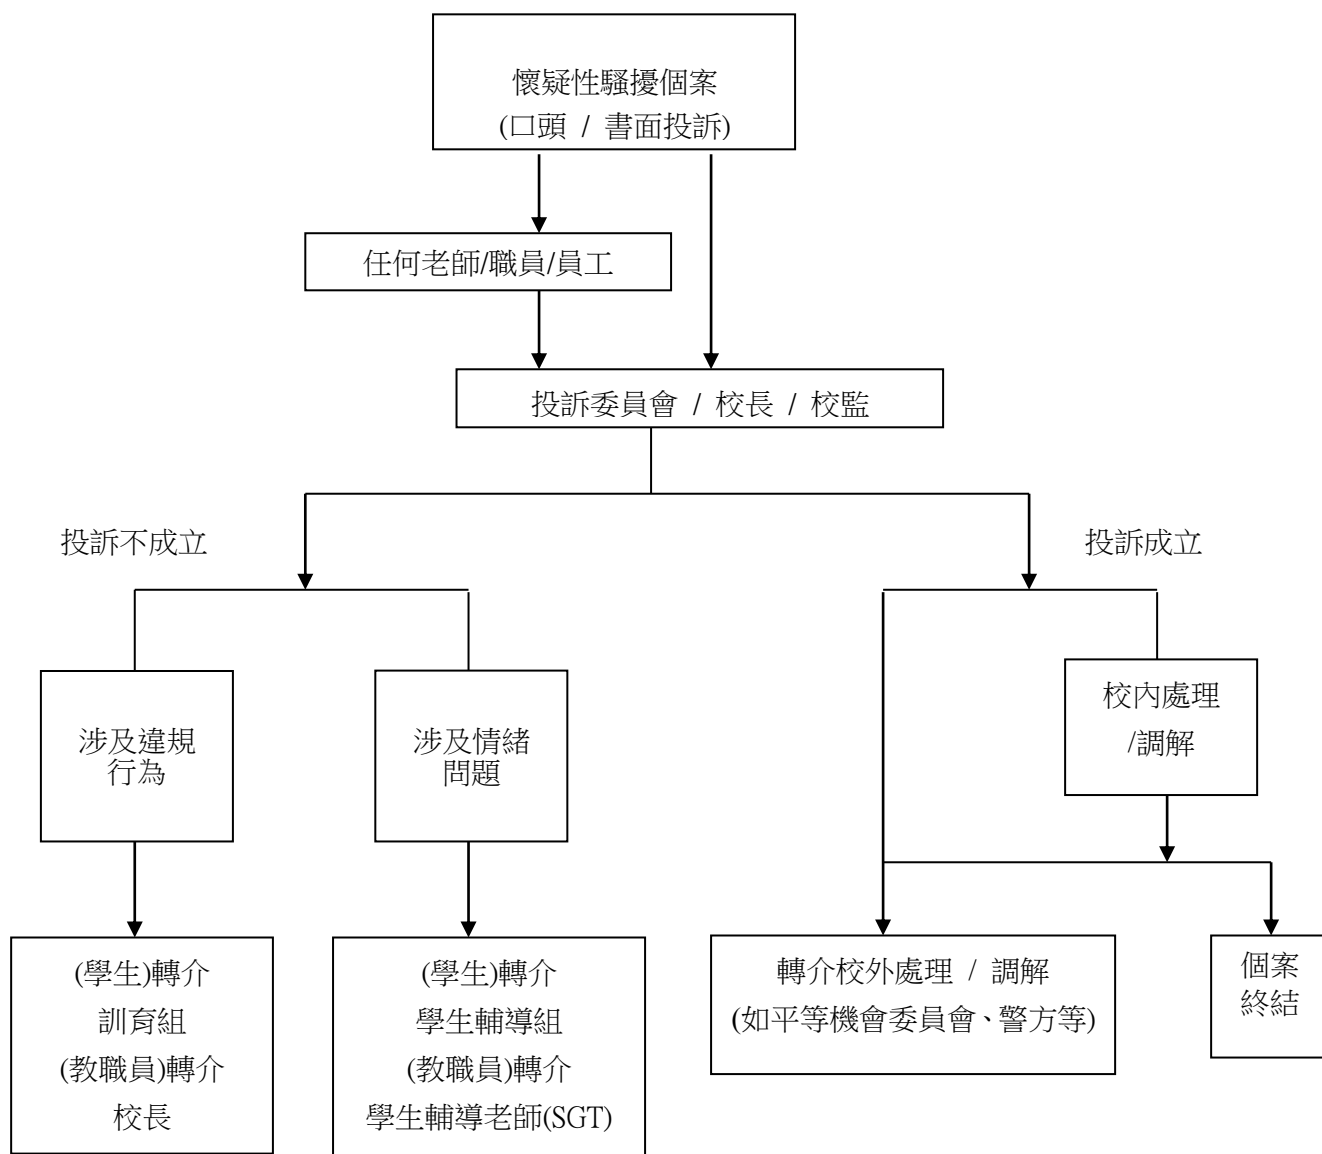 懷疑性騷擾個案
(口頭 / 書面投訴)
任何老師/職員/員工
投訴委員會 / 校長 / 校監
投訴不成立
投訴成立
涉及違規
行為
涉及情緒
問題
校內處理
/調解
(學生)轉介
訓育組
(教職員)轉介
校長
(學生)轉介
學生輔導組
(教職員)轉介
學生輔導老師(SGT)
轉介校外處理 / 調解
(如平等機會委員會、警方等)
個案
終結